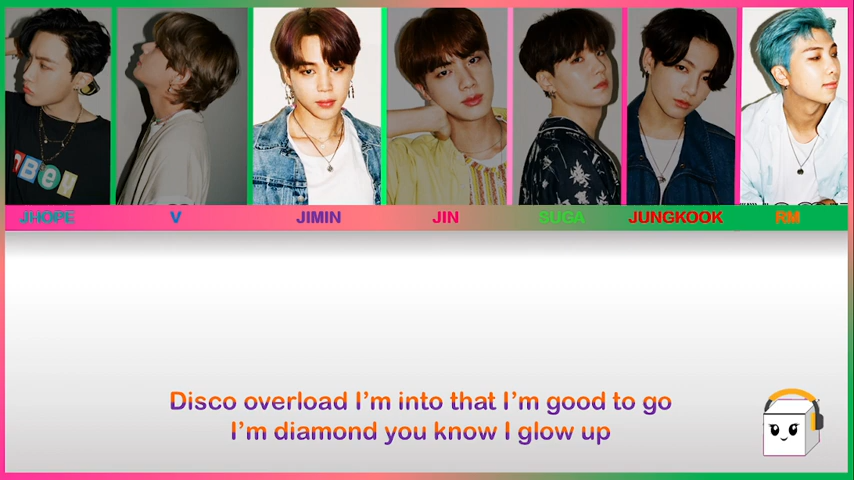 JHOPE V JIMIN JIN SUGA JUNGKOOK RM
Disco overload I'm into that I'm good to go
I'm diamond you know I glow up